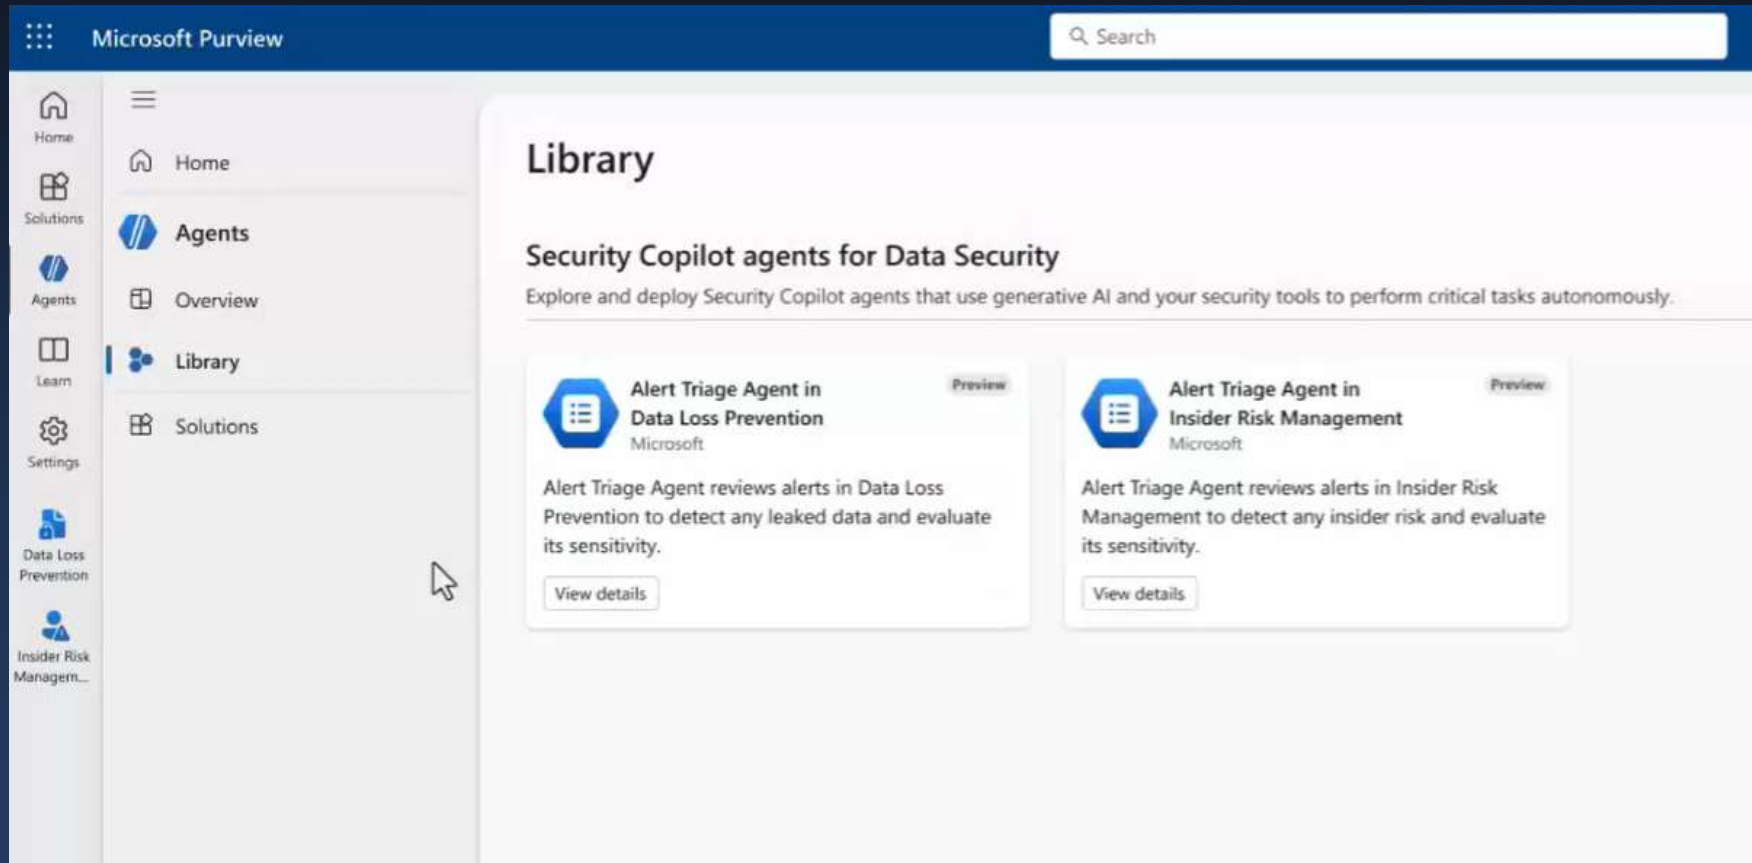 Microsoft Purview
Search
Home
Solutions
Agents
Learn
Settings
Data Loss
Prevention
Insider Risk
Managem...
Home
Agents
Overview
Library
Solutions
Library
Security Copilot agents for Data Security
Explore and deploy Security Copilot agents that use generative AI and your security tools to perform critical tasks autonomously.
Alert Triage Agent in
Data Loss Prevention
Microsoft
Preview
Alert Triage Agent reviews alerts in Data Loss
Prevention to detect any leaked data and evaluate
its sensitivity.
View details
Alert Triage Agent in
Insider Risk Management
Microsoft
Preview
Alert Triage Agent reviews alerts in Insider Risk
Management to detect any insider risk and evaluate
its sensitivity.
View details